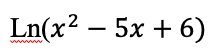 Ln(x² − 5x + 6)